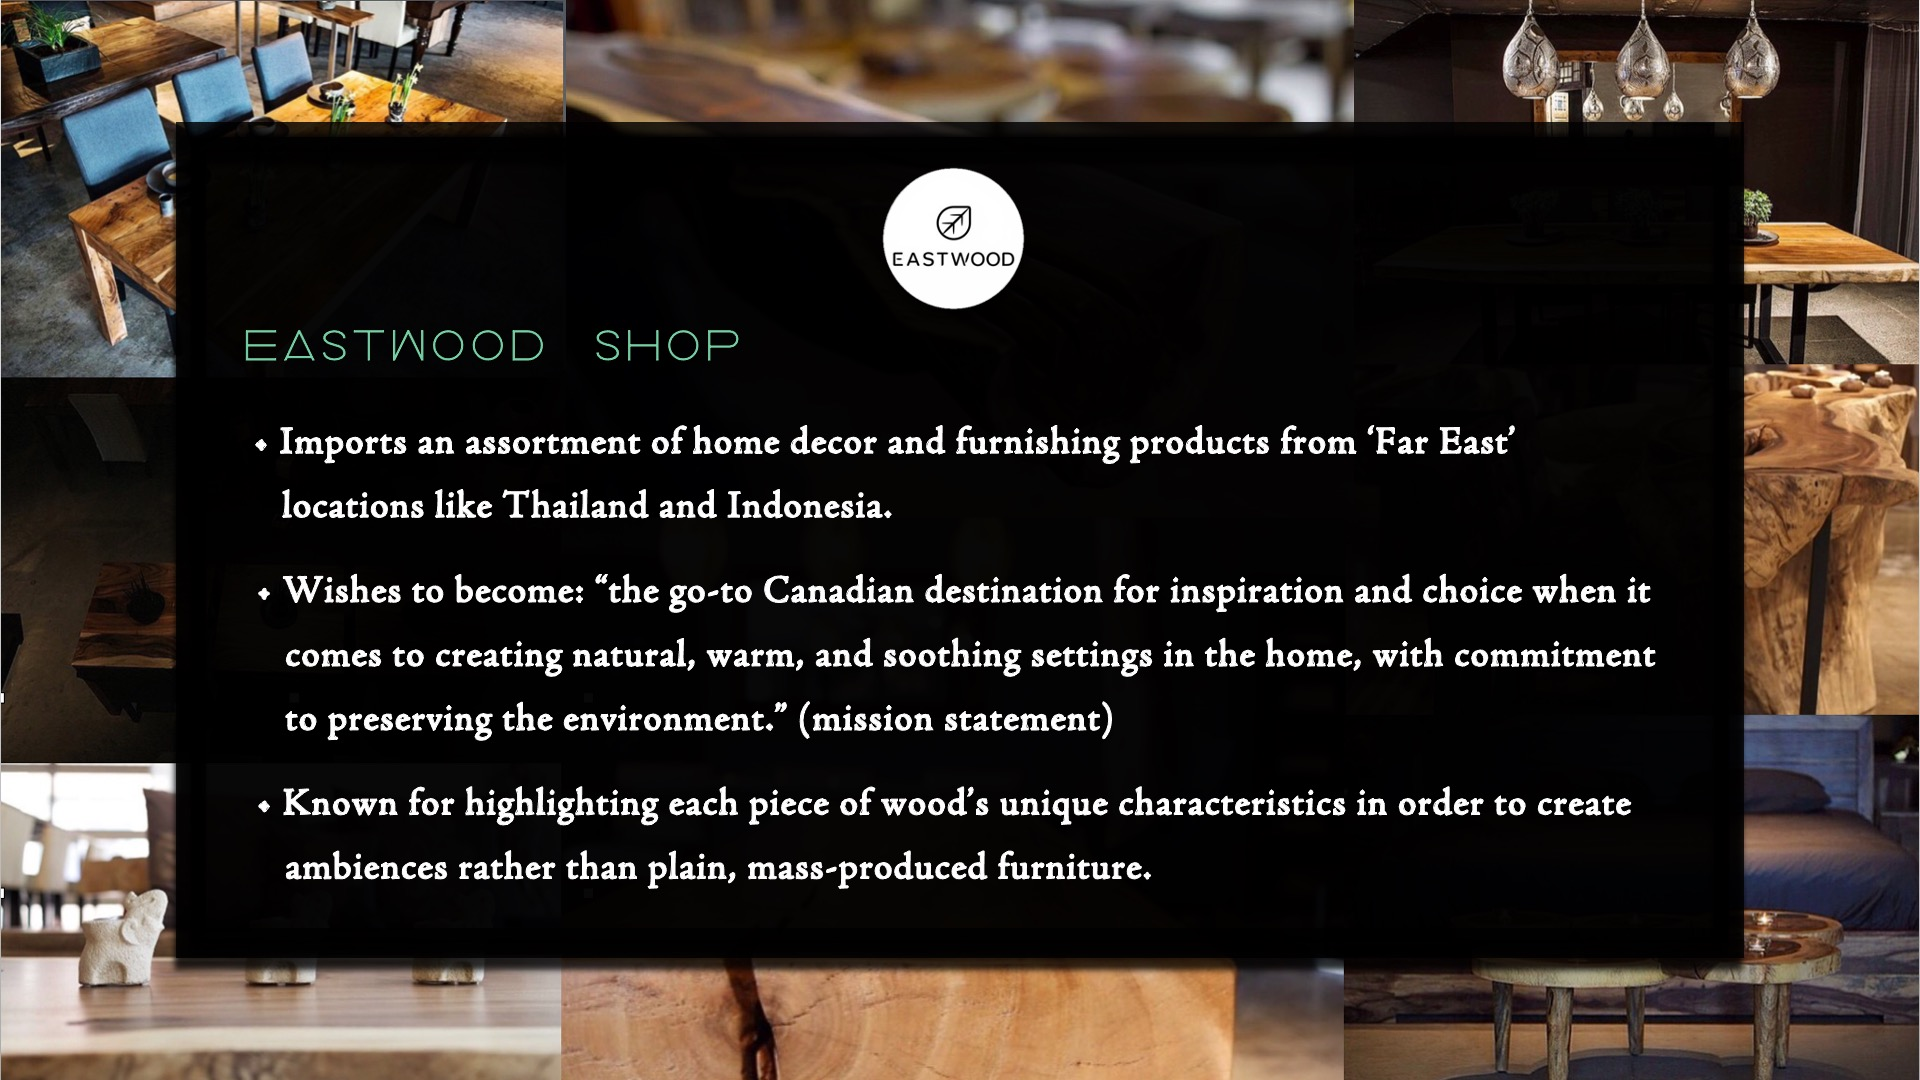 EASTWOOD
EASTWOOD SHOP
• Imports an assortment of home decor and furnishing products from ‘Far East’
locations like Thailand and Indonesia.
• Wishes to become: “the go-to Canadian destination for inspiration and choice when it
comes to creating natural, warm, and soothing settings in the home, with commitment
to preserving the environment.” (mission statement)
• Known for highlighting each piece of wood’s unique characteristics in order to create
ambiences rather than plain, mass-produced furniture.